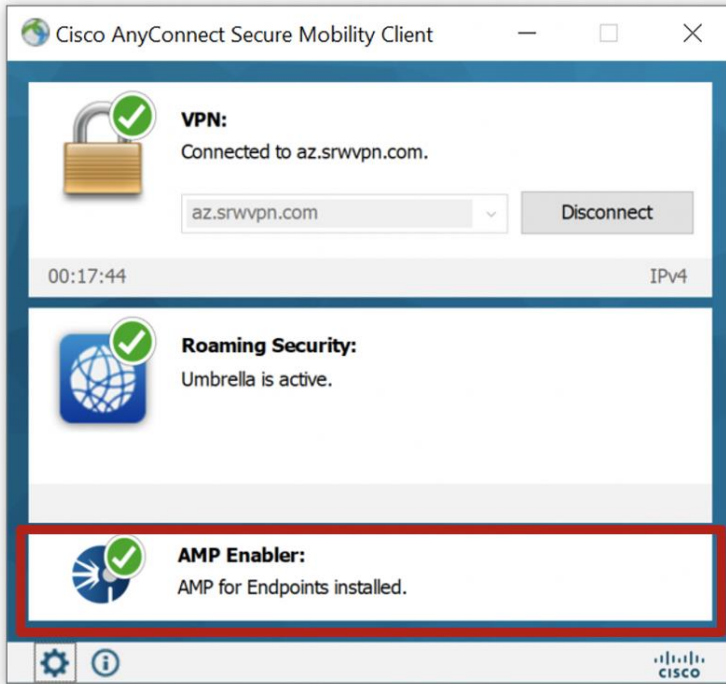 Cisco AnyConnect Secure Mobility Client
VPN:
Connected to az.srwvpn.com.
az.srwvpn.com
Disconnect
00:17:44
IPv4
Roaming Security:
Umbrella is active.
AMP Enabler:
AMP for Endpoints installed.
CISCO